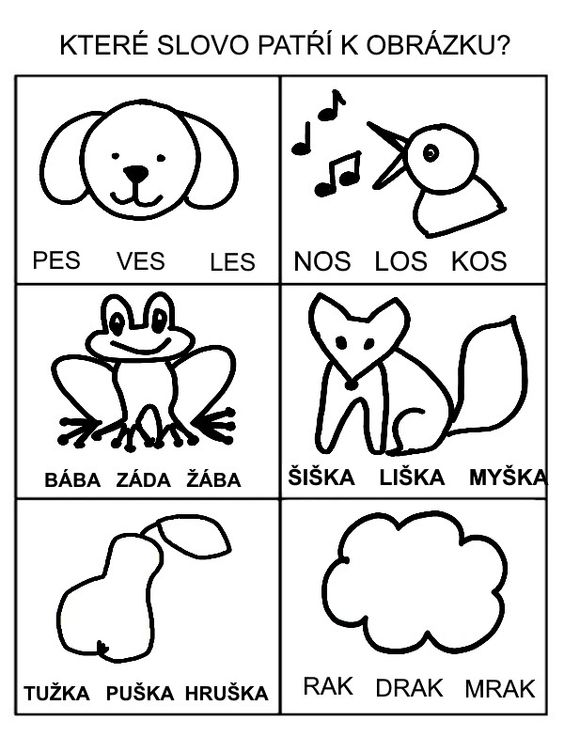 KTERÉ SLOVO PATŘÍ K OBRÁZKU?
PES VES LES
NOS LOS KOS
BÁBA ZÁDA ŽÁBA
ŠIŠKA LIŠKA MYŠKA
TUŽKA PUŠKA HRUŠKA
RAK DRAK MRAK